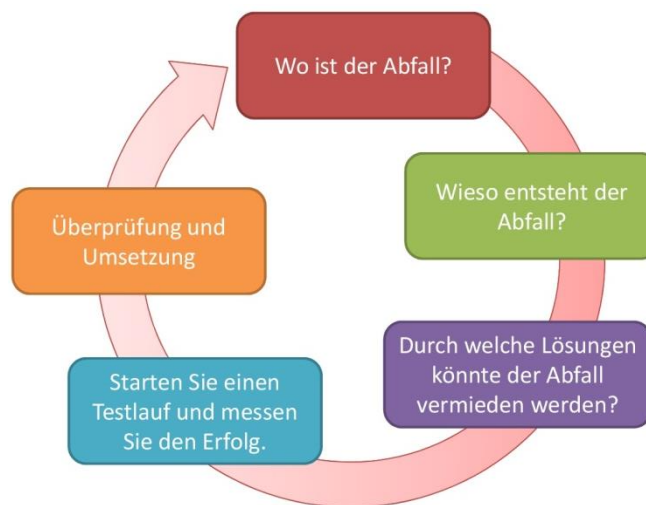 Wo ist der Abfall?
Wieso entsteht der
Abfall?
Durch welche Lösungen
könnte der Abfall
vermieden werden?
Starten Sie einen
Testlauf und messen
Sie den Erfolg.
Überprüfung und
Umsetzung